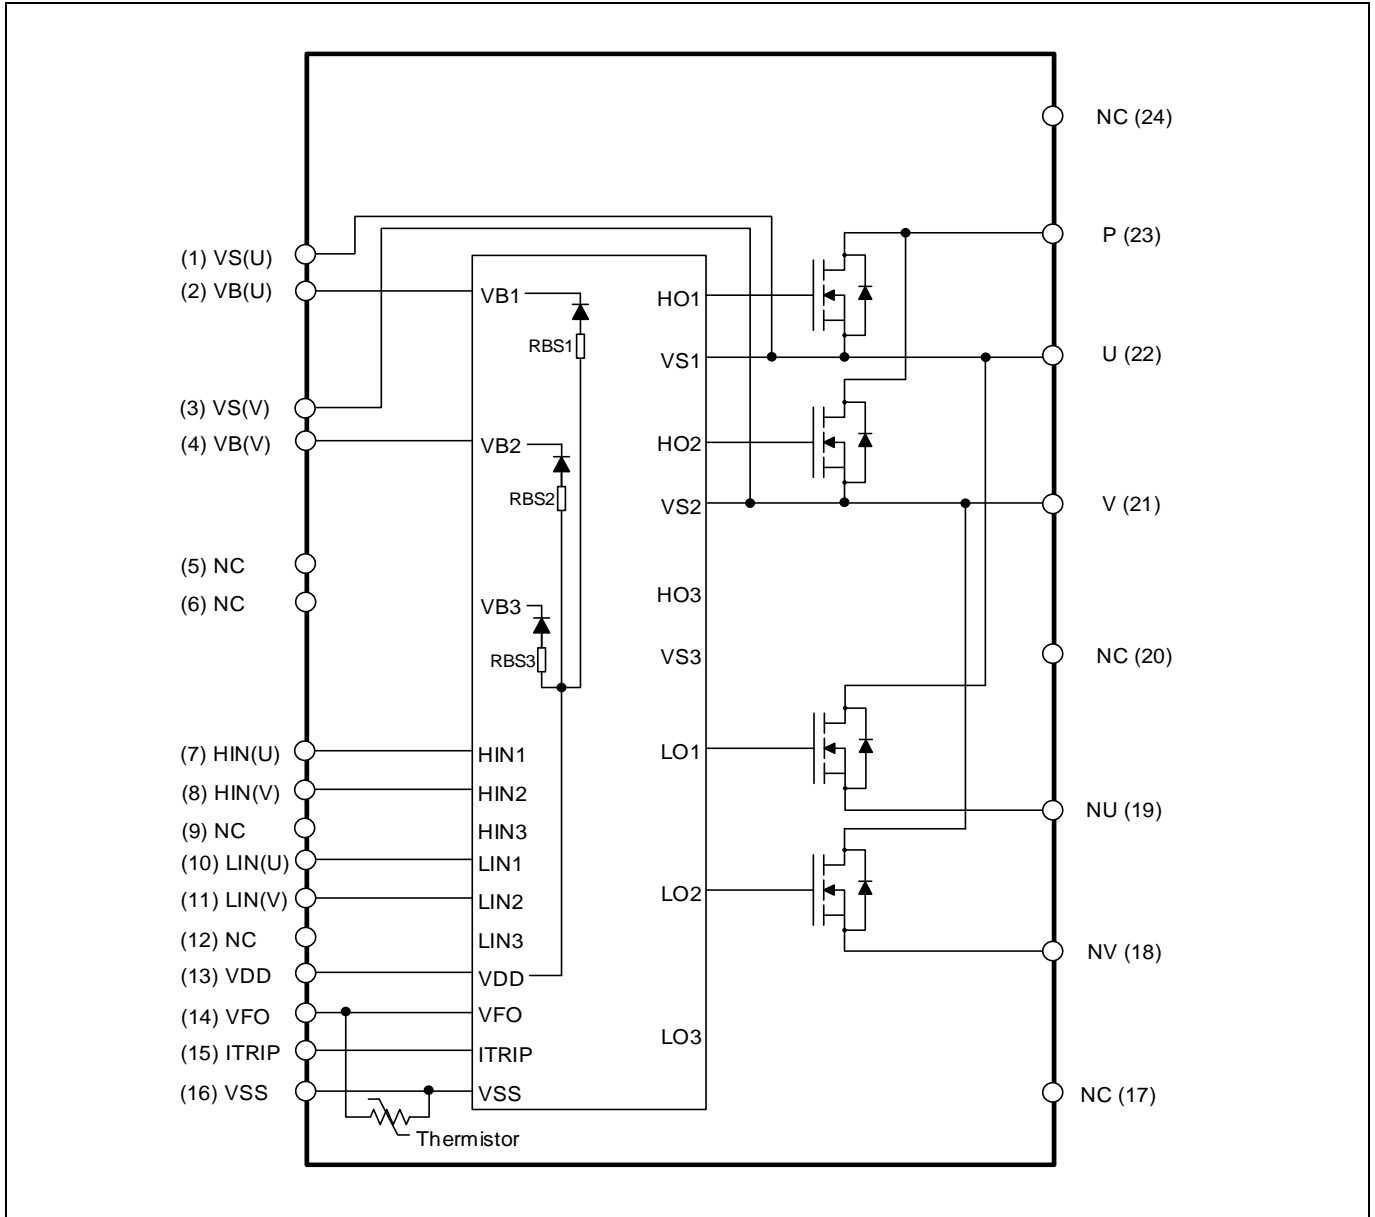 NC (24)
P (23)
(1) VS(U)
(2) VB(U)
VB1
HO1
RBS1
VS1
U (22)
(3) VS(V)
(4) VB(V)
VB2
HO2
RBS2
VS2
V (21)
(5) NC
(6) NC
VB3
HO3
RBS3
VS3
NC (20)
(7) HIN(U)
HIN1
LO1
(8) HIN(V)
HIN2
NU (19)
(9) NC
HIN3
(10) LIN(U)
LIN1
(11) LIN(V)
LIN2
LO2
(12) NC
LIN3
NV (18)
(13) VDD
VDD
(14) VFO
VFO
LO3
(15) ITRIP
ITRIP
(16) VSS
VSS
NC (17)
Thermistor